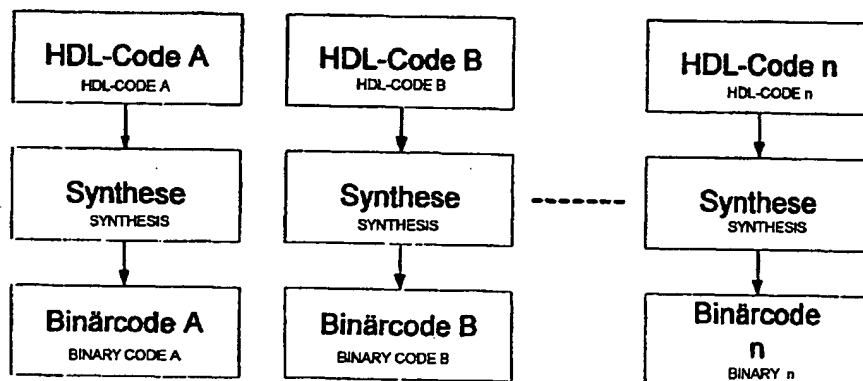 HDL-Code A
HDL-CODE A
HDL-Code B
HDL-CODE B
HDL-Code n
HDL-CODE n
Synthese
SYNTHESIS
Synthese
SYNTHESIS
Synthese
SYNTHESIS
Binärcode A
BINARY CODE A
Binärcode B
BINARY CODE B
Binärcode
n
BINARY n